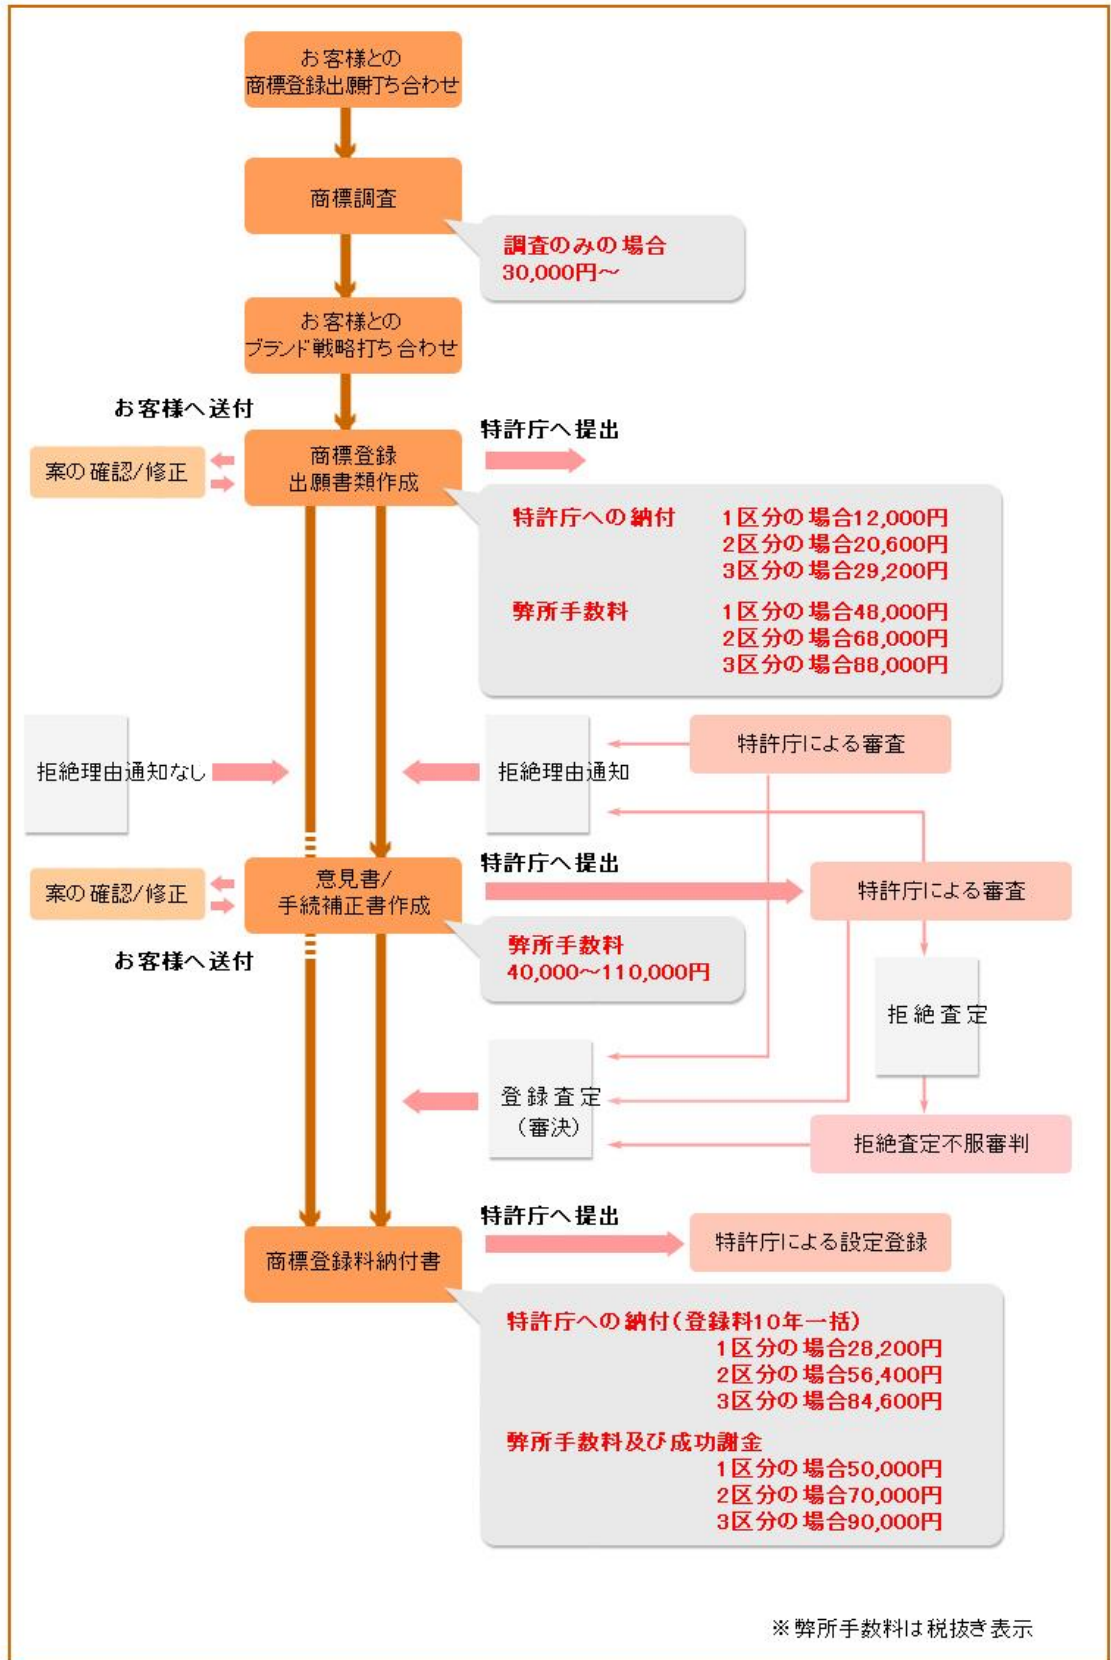 お客様との
商標登録出願打ち合わせ
商標調査
調査のみの場合
30,000円～
お客様との
ブランド戦略打ち合わせ
お客様へ送付
特許庁へ提出
案の確認/修正
商標登録
出願書類作成
特許庁への納付 1区分の場合12,000円
2区分の場合20,600円
3区分の場合29,200円
弊所手数料 1区分の場合48,000円
2区分の場合68,000円
3区分の場合88,000円
特許庁による審査
拒絶理由通知なし
拒絶理由通知
特許庁へ提出
案の確認/修正
意見書/
手続補正書作成
特許庁による審査
お客様へ送付
弊所手数料
40,000～110,000円
拒絶査定
登録査定
（審決）
拒絶査定不服審判
特許庁へ提出
商標登録料納付書
特許庁による設定登録
特許庁への納付（登録料10年一括）
1区分の場合28,200円
2区分の場合56,400円
3区分の場合84,600円
弊所手数料及び成功謝金
1区分の場合50,000円
2区分の場合70,000円
3区分の場合90,000円
※弊所手数料は税抜き表示